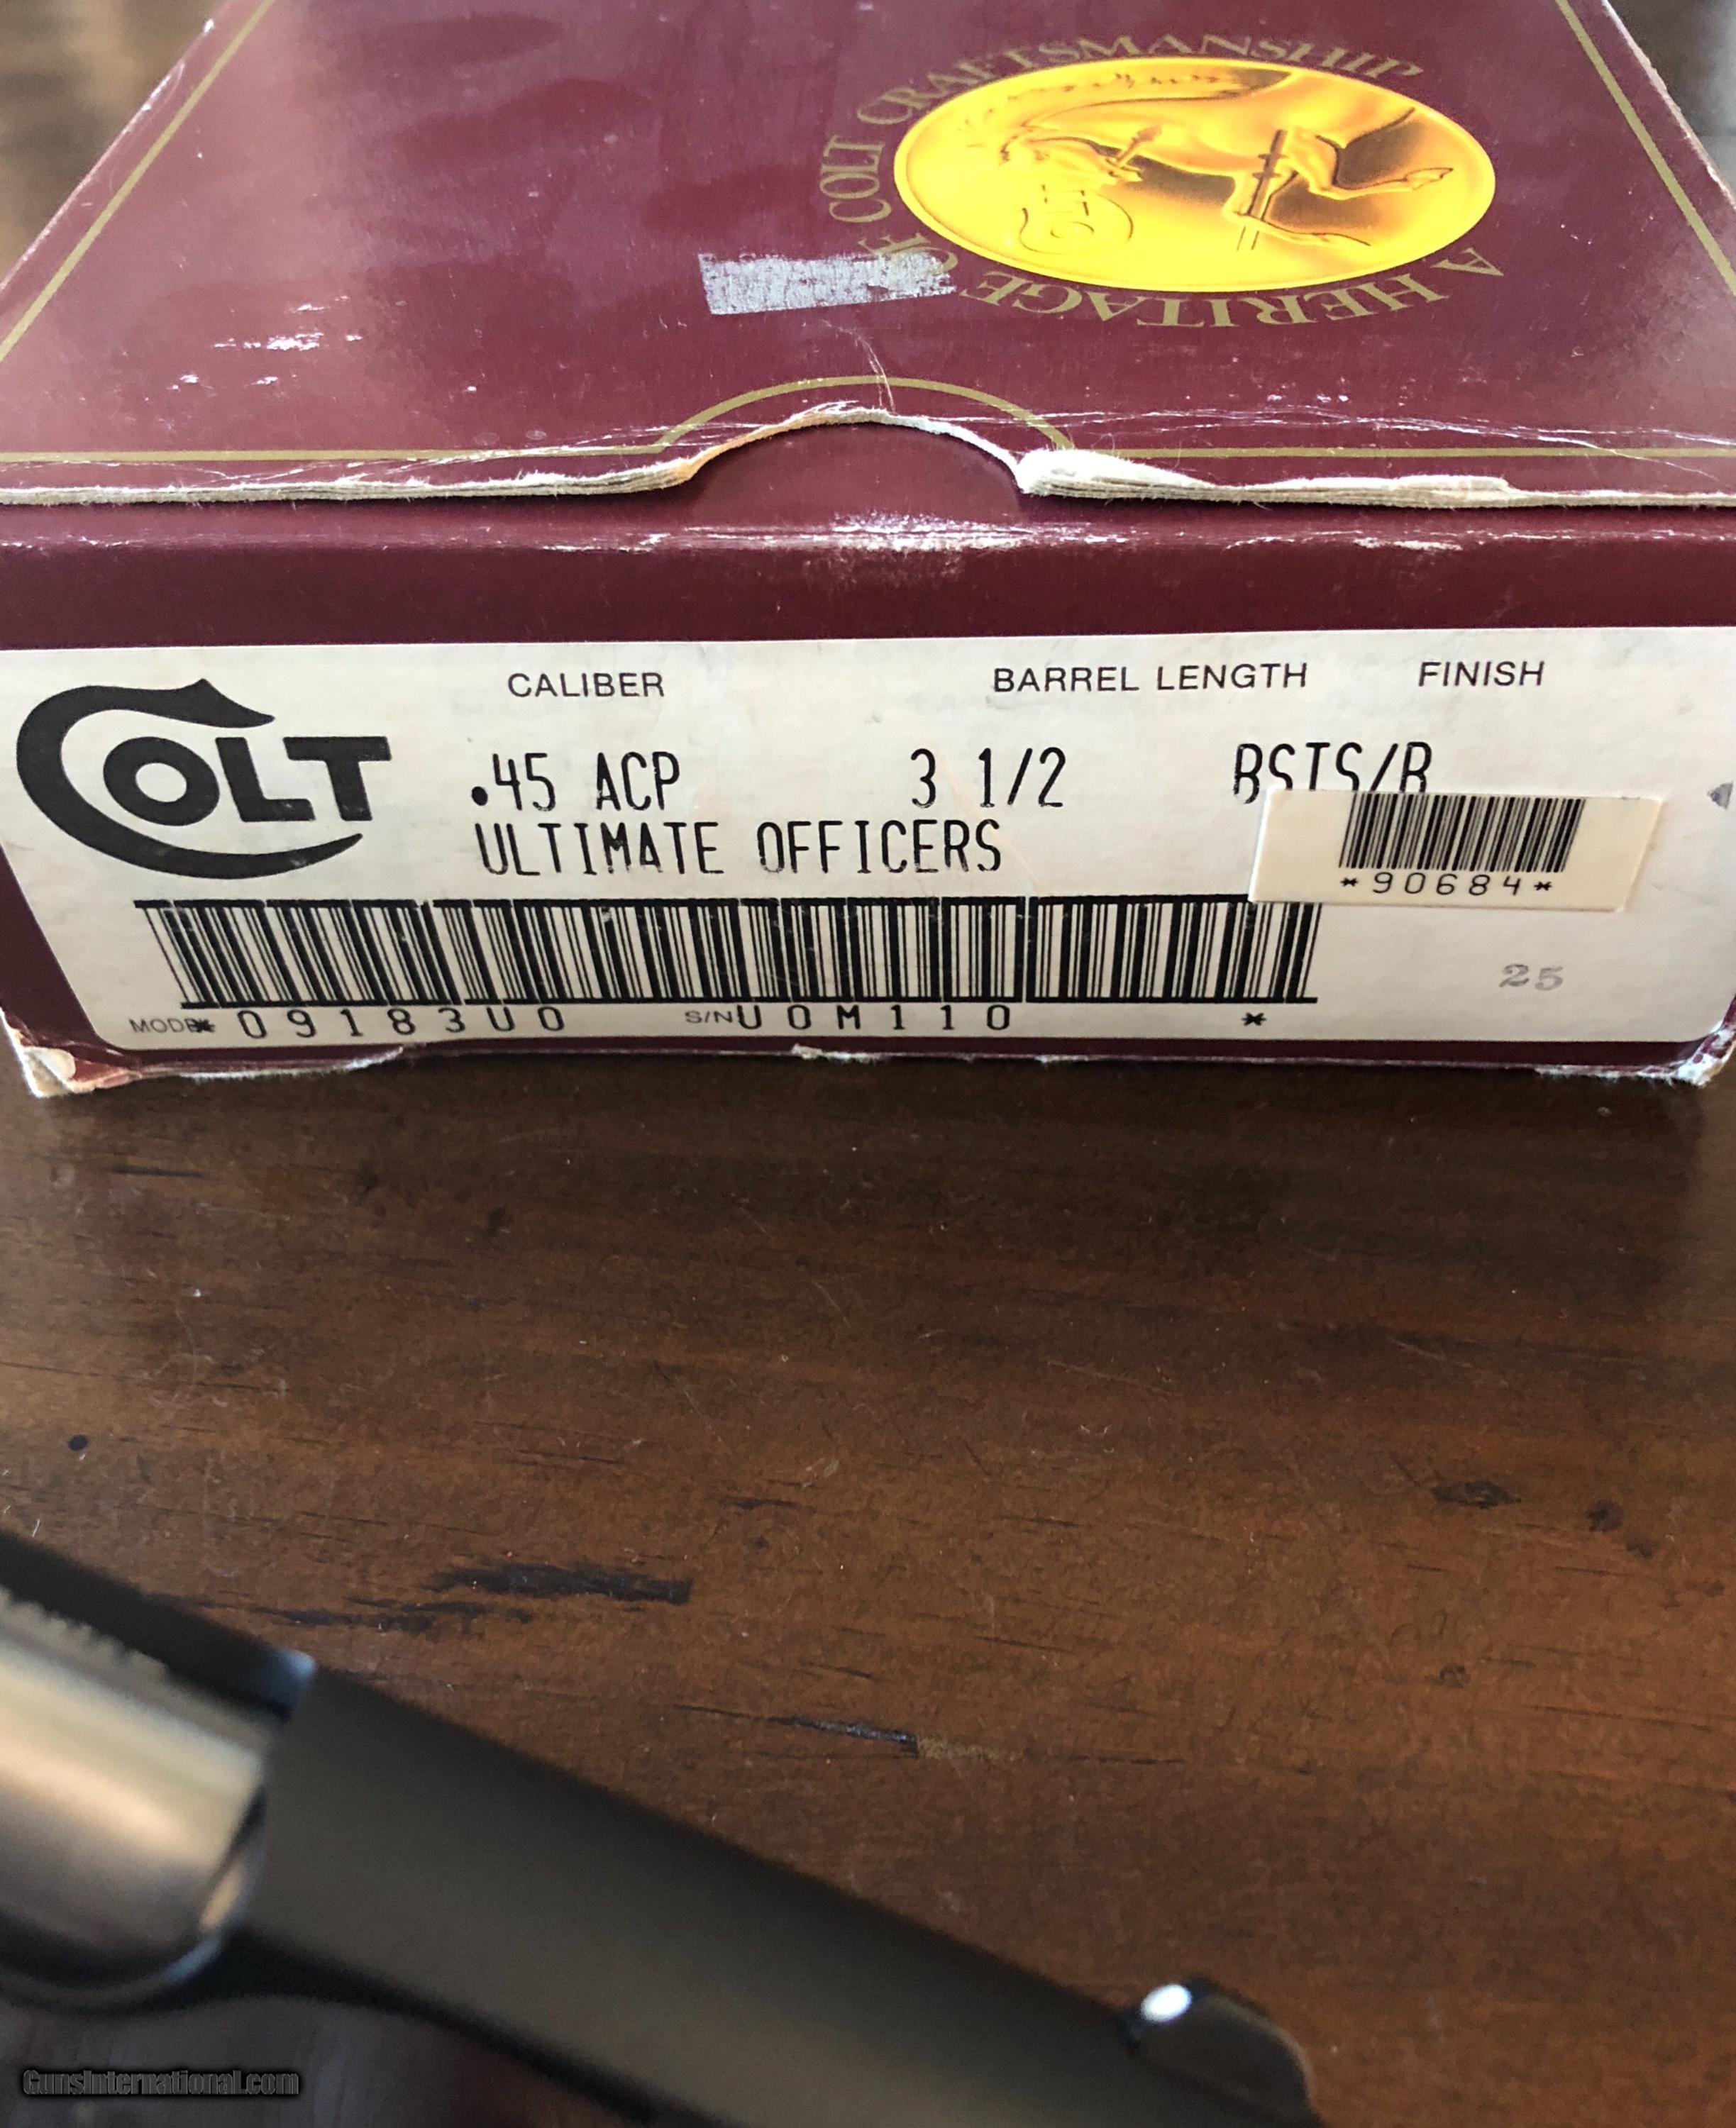 A HERITAGE OF COLT CRAFTSMANSHIP
COLT
COLT
CALIBER BARREL LENGTH FINISH
.45 ACP 3 1/2 BSTS/B
ULTIMATE OFFICERS
*90684*
25
* 09183U0 S/N U0M110 *
GunsInternational.com